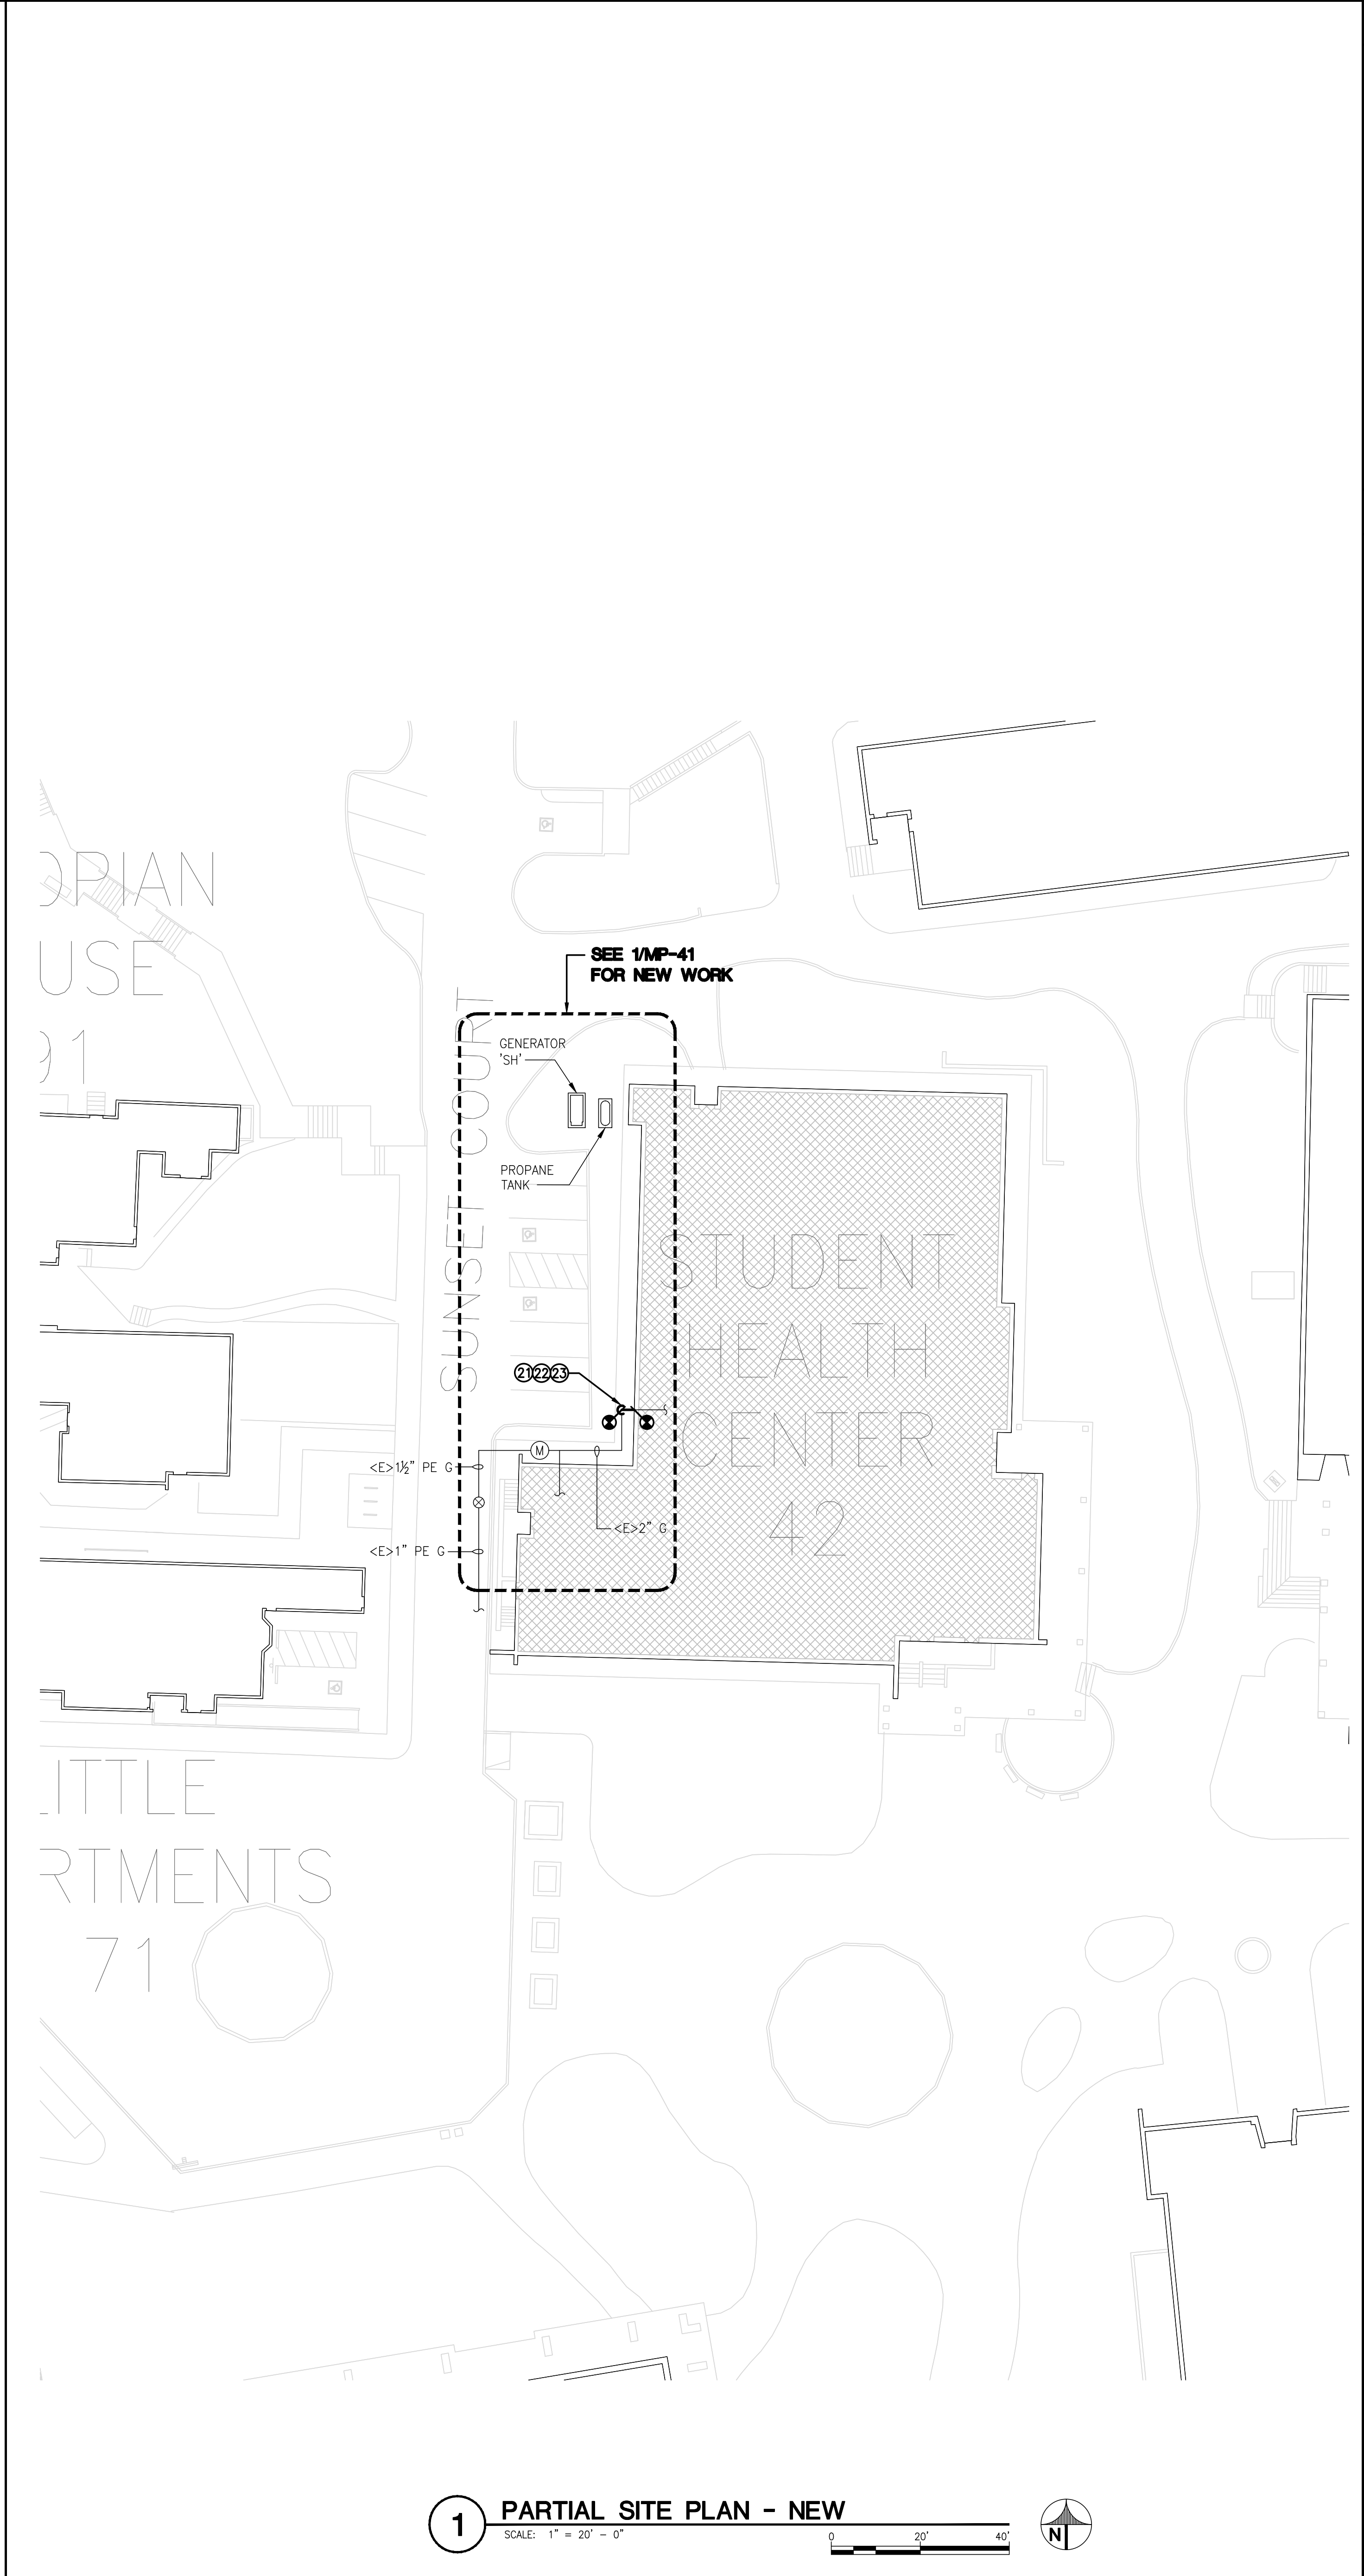 OPIAN
USE
91
SEE 1/MP-41
FOR NEW WORK
SUNSET COURT
GENERATOR
'SH'
PROPANE
TANK
STUDENT
HEALTH
CENTER
42
21 22 23
M
<E>1½" PE G
<E>2" G
<E>1" PE G
LITTLE
RTMENTS
71
1
PARTIAL SITE PLAN - NEW
SCALE: 1" = 20' - 0"
0 20' 40'
N